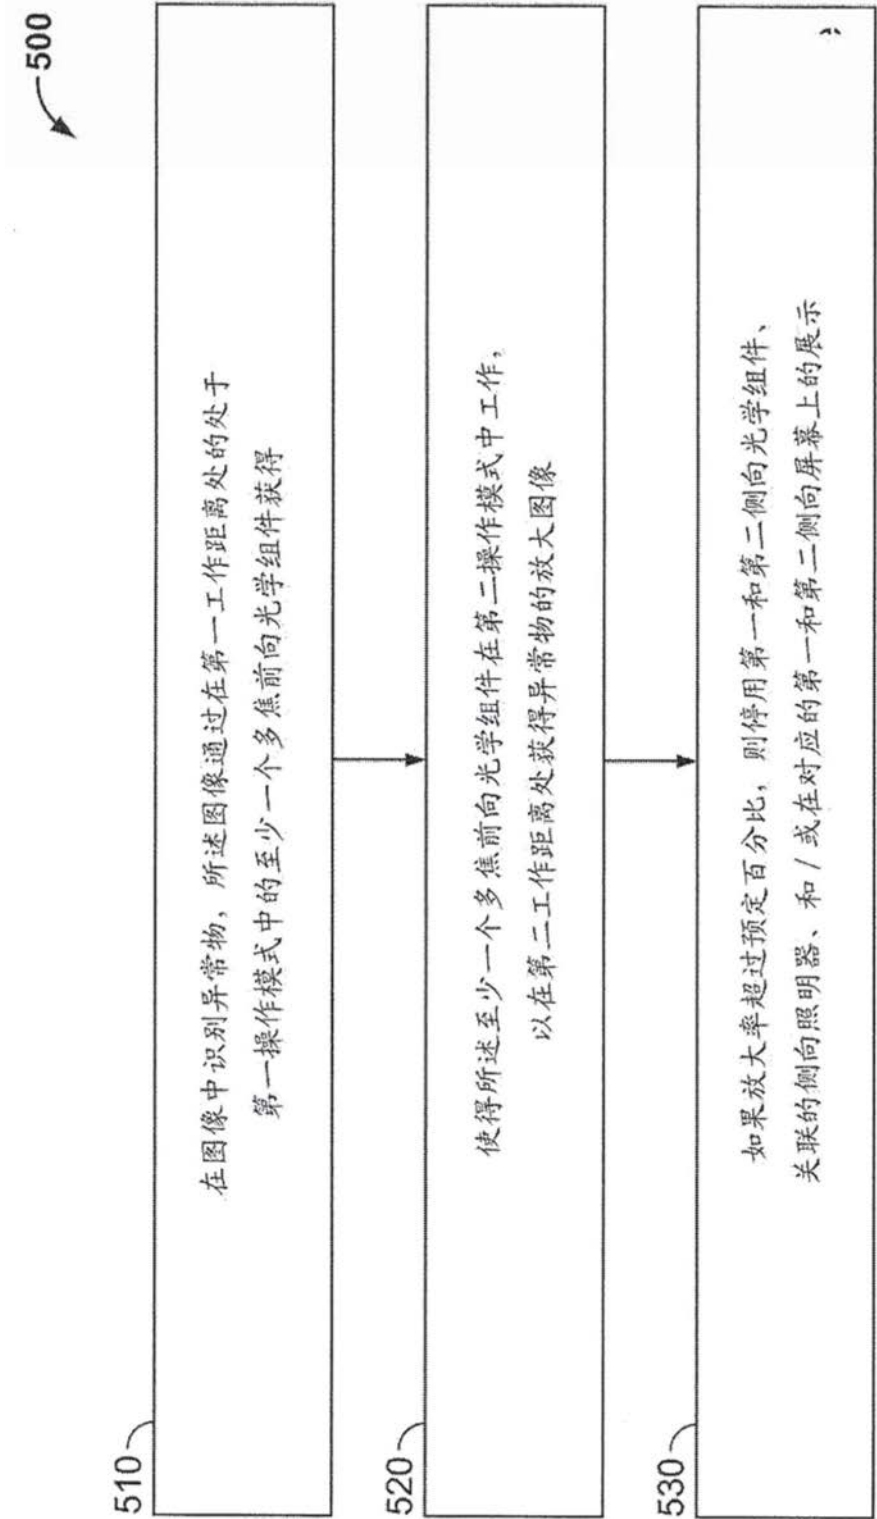 500
510
在图像中识别异常物，所述图像通过在第一工作距离处的处于
第一操作模式中的至少一个多焦前向光学组件获得
520
使得所述至少一个多焦前向光学组件在第二操作模式中工作，
以在第二工作距离处获得异常物的放大图像
530
如果放大率超过预定百分比，则停用第一和第二侧向光学组件、
关联的侧向照明器、和/或在对应的第一和第二侧向屏幕上的展示